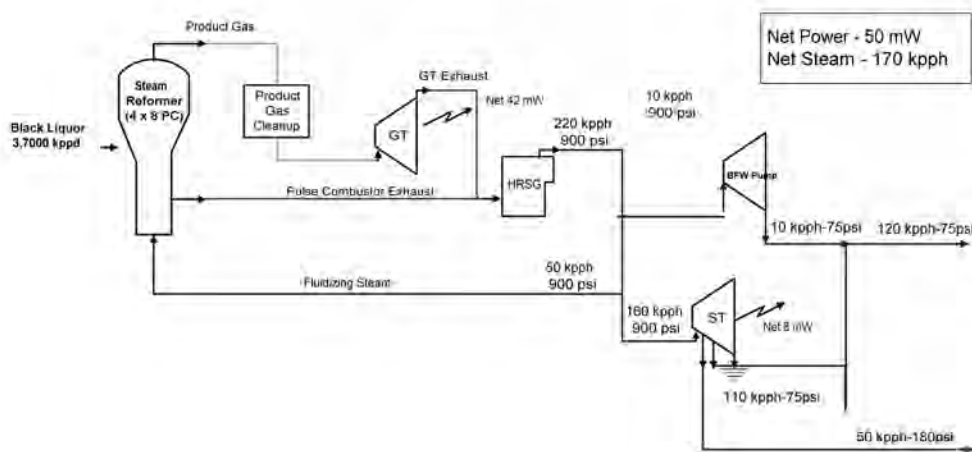 Product Gas
Net Power - 50 mW
Net Steam - 170 kpph
Steam
Reformer
(4 x 8 PC)
Product
Gas
Cleanup
GT Exhaust
Net 42 mW
GT
10 kpph
900 psi
220 kpph
900 psi
Black Liquor
3,7000 kppd
HRSG
BFW Pump
Pulse Combustor Exhaust
10 kpph-75psi
120 kpph-75psi
50 kpph
900 psi
Fluidizing Steam
160 kpph
900 psi
ST
Net 8 mW
110 kpph-75psi
50 kpph-180psi